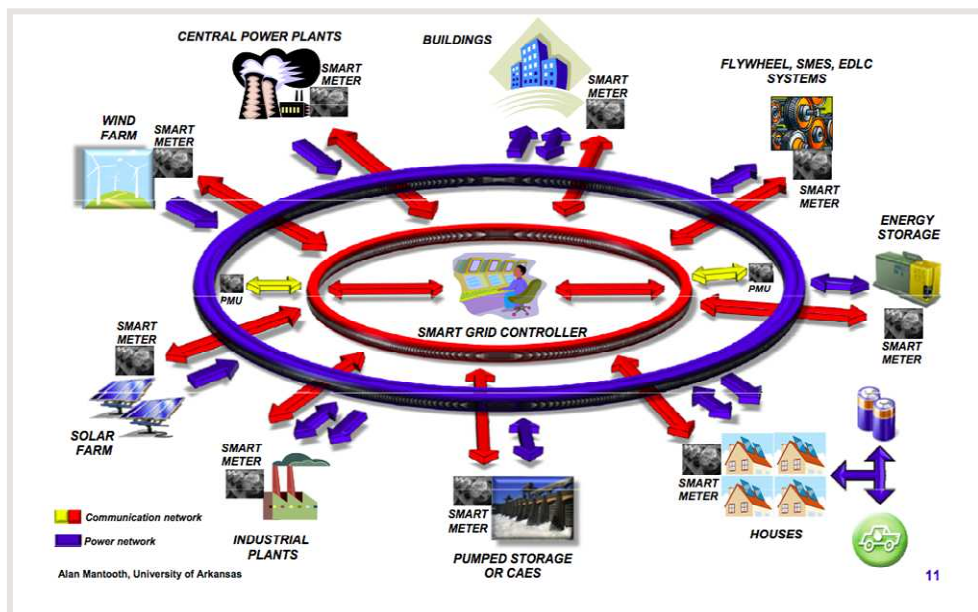 CENTRAL POWER PLANTS
SMART
METER
BUILDINGS
SMART
METER
FLYWHEEL, SMES, EDLC
SYSTEMS
SMART
METER
WIND
FARM
SMART
METER
ENERGY
STORAGE
SMART
METER
PMU
PMU
SMART GRID CONTROLLER
SMART
METER
SOLAR
FARM
SMART
METER
INDUSTRIAL
PLANTS
SMART
METER
PUMPED STORAGE
OR CAES
SMART
METER
HOUSES
Communication network
Power network
Alan Mantooth, University of Arkansas
11